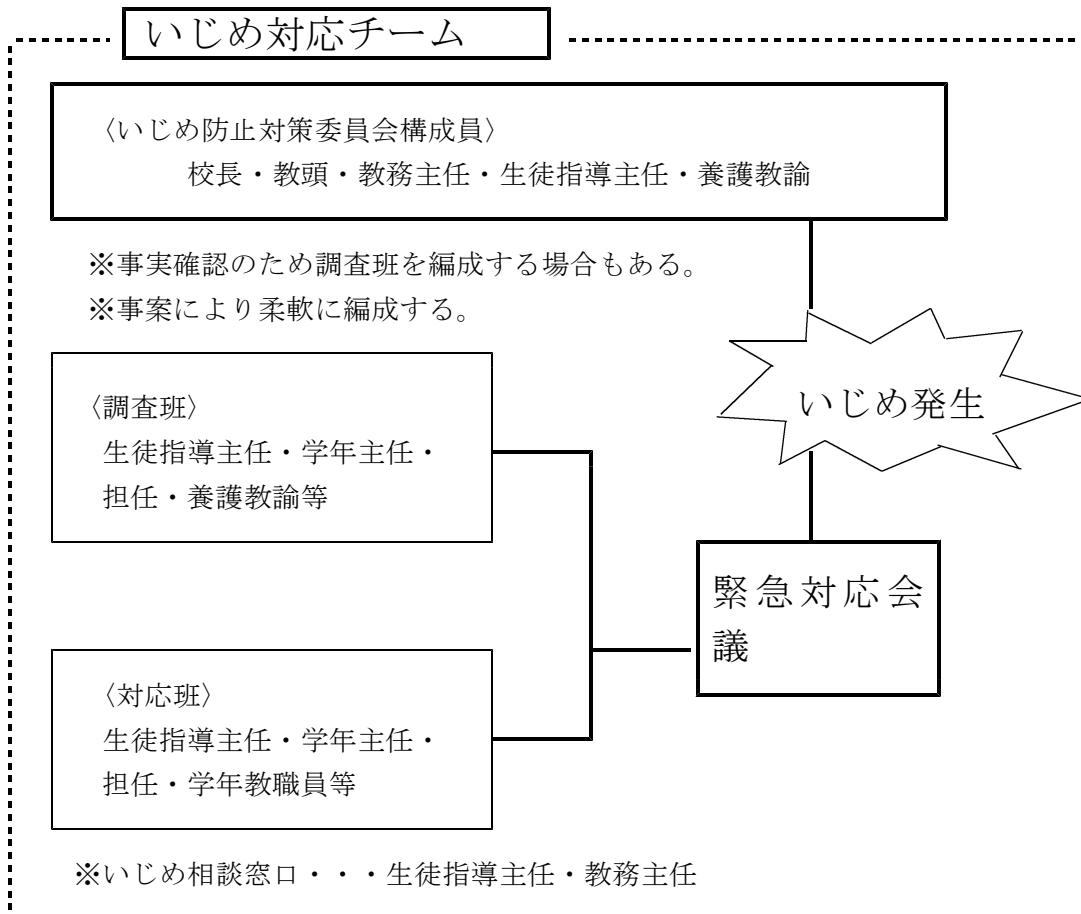 いじめ対応チーム
〈いじめ防止対策委員会構成員〉
校長・教頭・教務主任・生徒指導主任・養護教諭
※事実確認のため調査班を編成する場合もある。
※事案により柔軟に編成する。
いじめ発生
〈調査班〉
生徒指導主任・学年主任・
担任・養護教諭等
緊急対応会
議
〈対応班〉
生徒指導主任・学年主任・
担任・学年教職員等
※いじめ相談窓口・・・生徒指導主任・教務主任